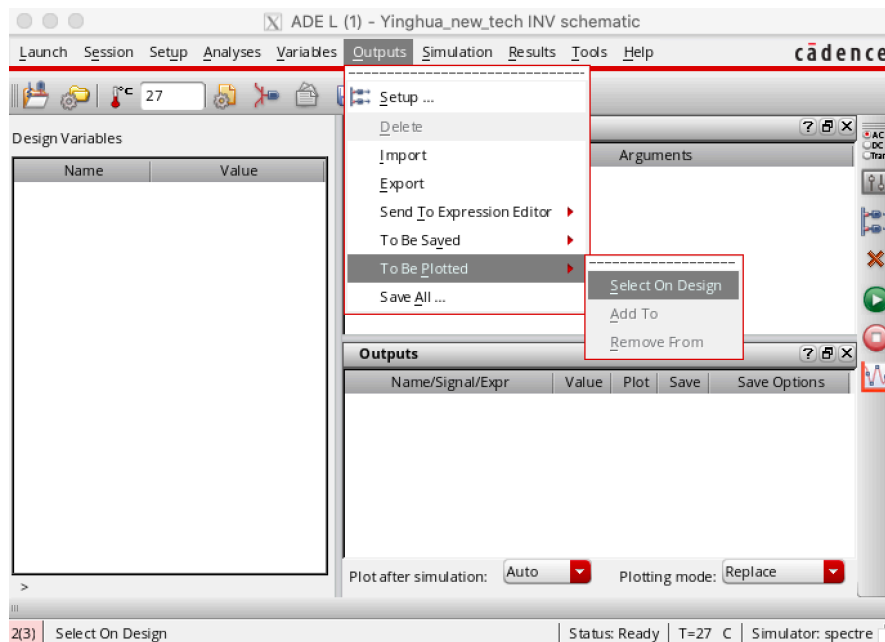 ADE L (1) - Yinghua_new_tech INV schematic
Launch Session Setup Analyses Variables Outputs Simulation Results Tools Help cādence
°C 27
Setup ...
Delete
Import
Export
Send To Expression Editor
To Be Saved
To Be Plotted
Save All ...
Select On Design
Add To
Remove From
Design Variables
Name Value
Arguments
AC
DC
Tran
Outputs
Name/Signal/Expr Value Plot Save Save Options
>
Plot after simulation: Auto Plotting mode: Replace
2(3) Select On Design Status: Ready T=27 C Simulator: spectre